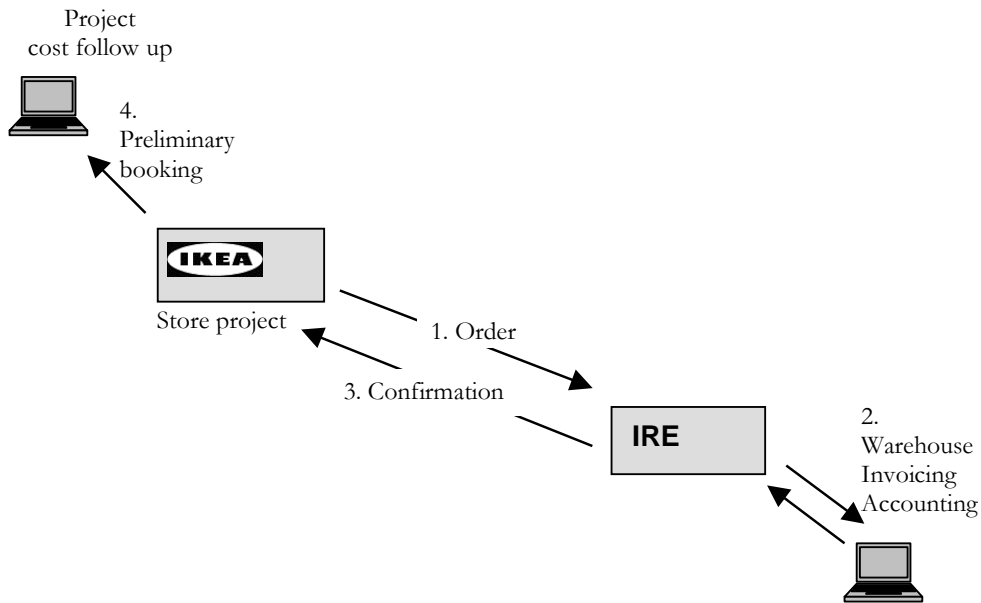 Project
cost follow up
4.
Preliminary
booking
IKEA
Store project
1. Order
3. Confirmation
IRE
2.
Warehouse
Invoicing
Accounting